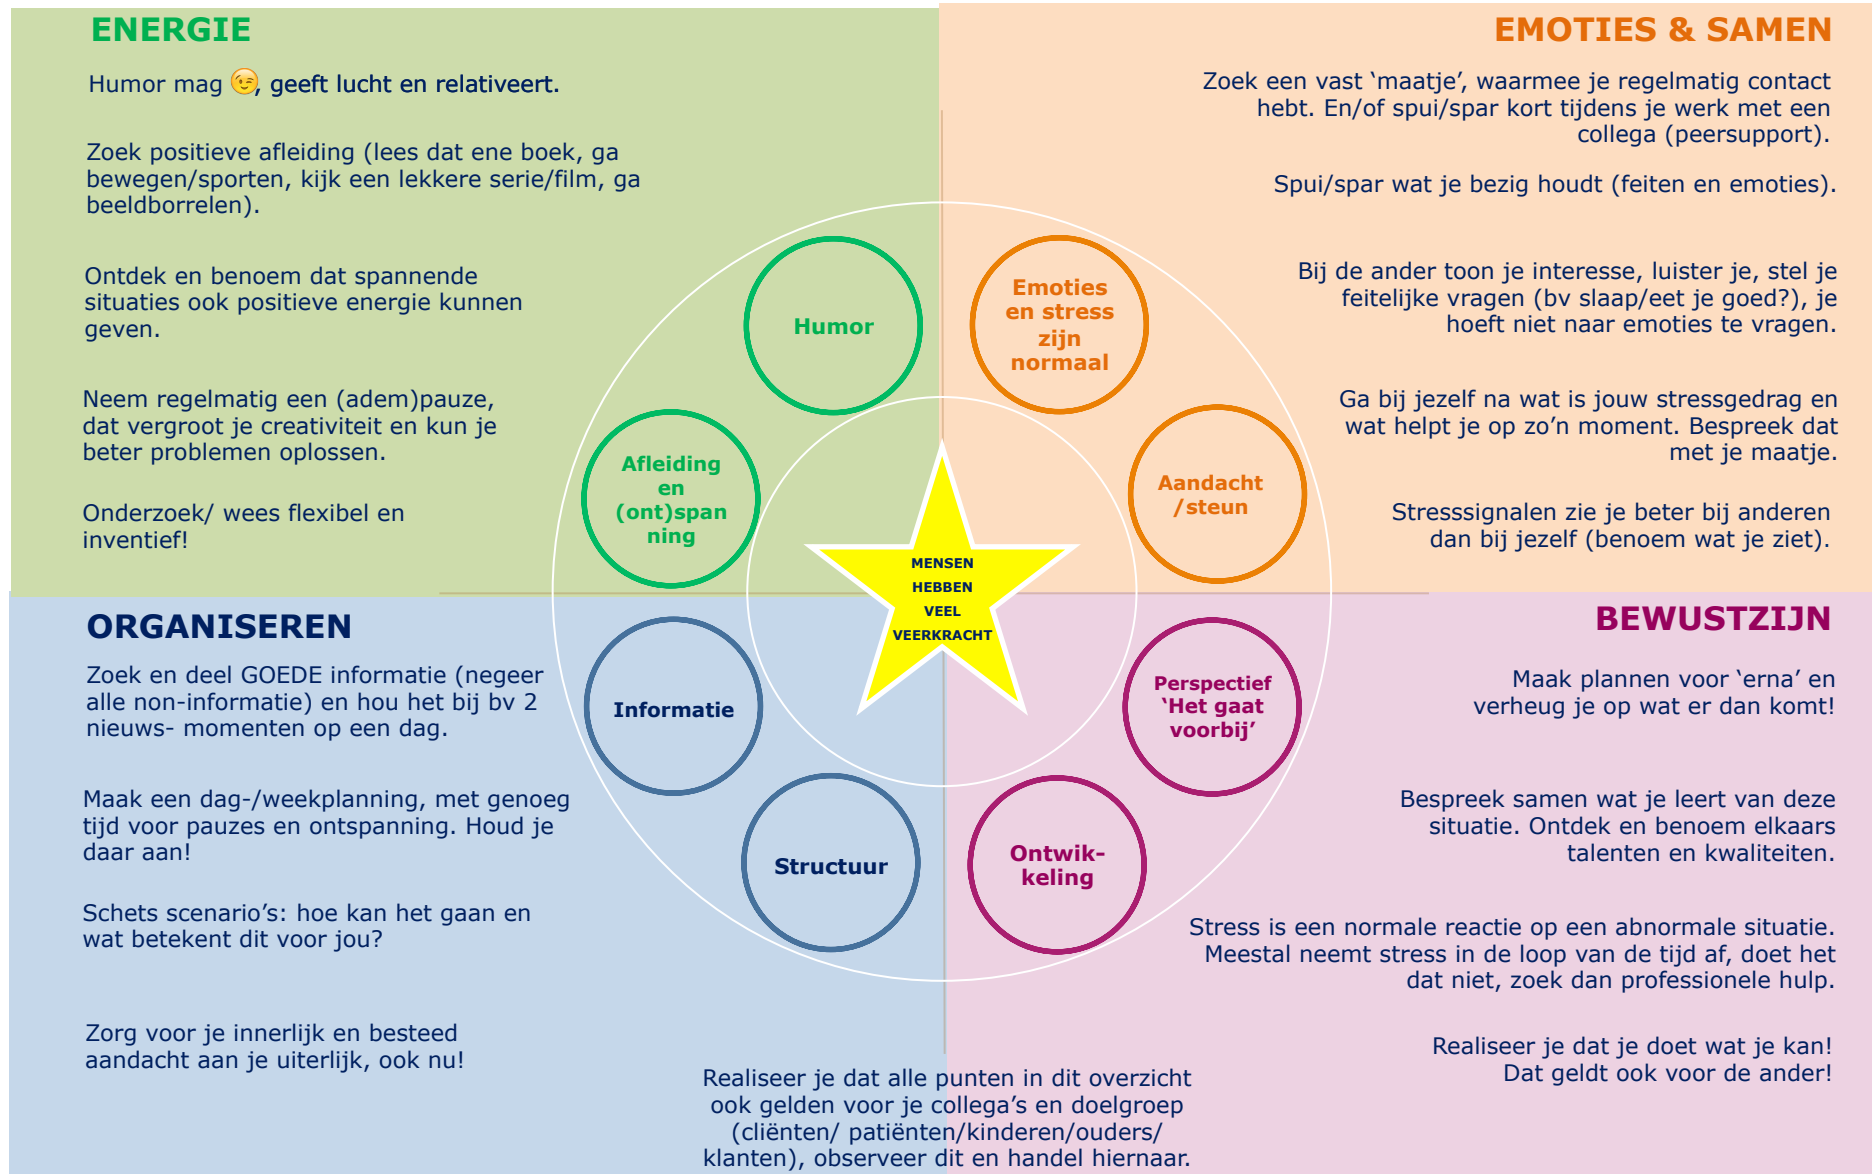 ENERGIE
Humor mag 😉, geeft lucht en relativeert.
Zoek positieve afleiding (lees dat ene boek, ga
bewegen/sporten, kijk een lekkere serie/film, ga
beeldborrelen).
Ontdek en benoem dat spannende
situaties ook positieve energie kunnen
geven.
Neem regelmatig een (adem)pauze,
dat vergroot je creativiteit en kun je
beter problemen oplossen.
Onderzoek/ wees flexibel en
inventief!
Humor
Afleiding
en
(ont)span
ning
EMOTIES & SAMEN
Zoek een vast ‘maatje’, waarmee je regelmatig contact
hebt. En/of spui/spar kort tijdens je werk met een
collega (peersupport).
Spui/spar wat je bezig houdt (feiten en emoties).
Bij de ander toon je interesse, luister je, stel je
feitelijke vragen (bv slaap/eet je goed?), je
hoeft niet naar emoties te vragen.
Ga bij jezelf na wat is jouw stressgedrag en
wat helpt je op zo’n moment. Bespreek dat
met je maatje.
Stresssignalen zie je beter bij anderen
dan bij jezelf (benoem wat je ziet).
Emoties
en stress
zijn
normaal
Aandacht
/steun
MENSEN
HEBBEN
VEEL
VEERKRACHT
ORGANISEREN
Zoek en deel GOEDE informatie (negeer
alle non-informatie) en hou het bij bv 2
nieuws- momenten op een dag.
Maak een dag-/weekplanning, met genoeg
tijd voor pauzes en ontspanning. Houd je
daar aan!
Schets scenario’s: hoe kan het gaan en
wat betekent dit voor jou?
Zorg voor je innerlijk en besteed
aandacht aan je uiterlijk, ook nu!
Informatie
Structuur
BEWUSTZIJN
Maak plannen voor ‘erna’ en
verheug je op wat er dan komt!
Bespreek samen wat je leert van deze
situatie. Ontdek en benoem elkaars
talenten en kwaliteiten.
Stress is een normale reactie op een abnormale situatie.
Meestal neemt stress in de loop van de tijd af, doet het
dat niet, zoek dan professionele hulp.
Realiseer je dat je doet wat je kan!
Dat geldt ook voor de ander!
Perspectief
‘Het gaat
voorbij’
Ontwik-
keling
Realiseer je dat alle punten in dit overzicht
ook gelden voor je collega’s en doelgroep
(cliënten/ patiënten/kinderen/ouders/
klanten), observeer dit en handel hiernaar.